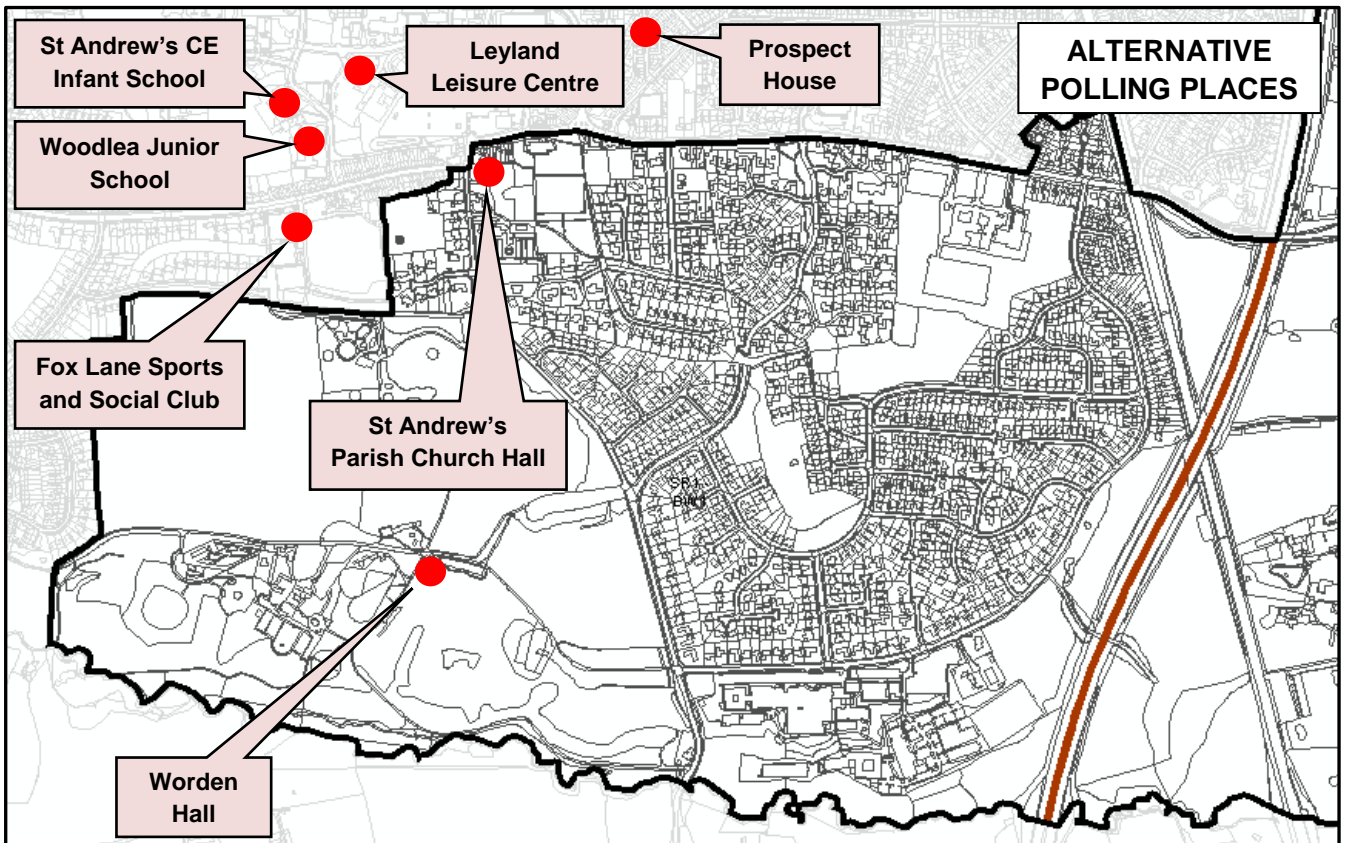 St Andrew’s CE
Infant School
Leyland
Leisure Centre
Prospect
House
ALTERNATIVE
POLLING PLACES
Woodlea Junior
School
Fox Lane Sports
and Social Club
St Andrew’s
Parish Church Hall
Worden
Hall